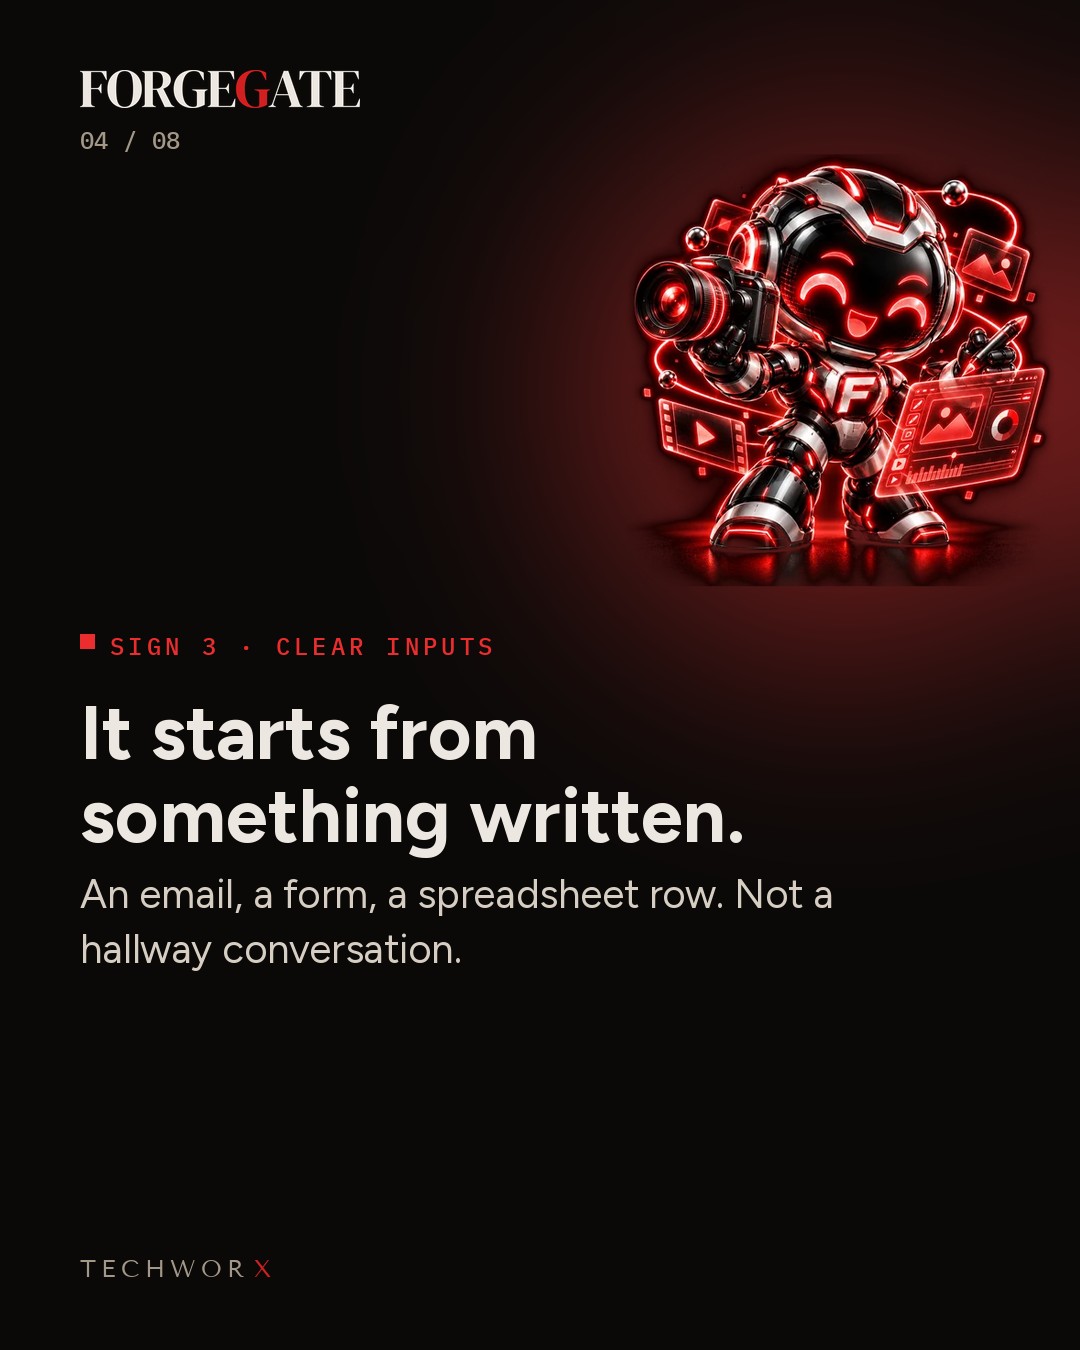 FORGEGATE
04 / 08
F
SIGN 3 · CLEAR INPUTS
It starts from
something written.
An email, a form, a spreadsheet row. Not a
hallway conversation.
TECHWORX